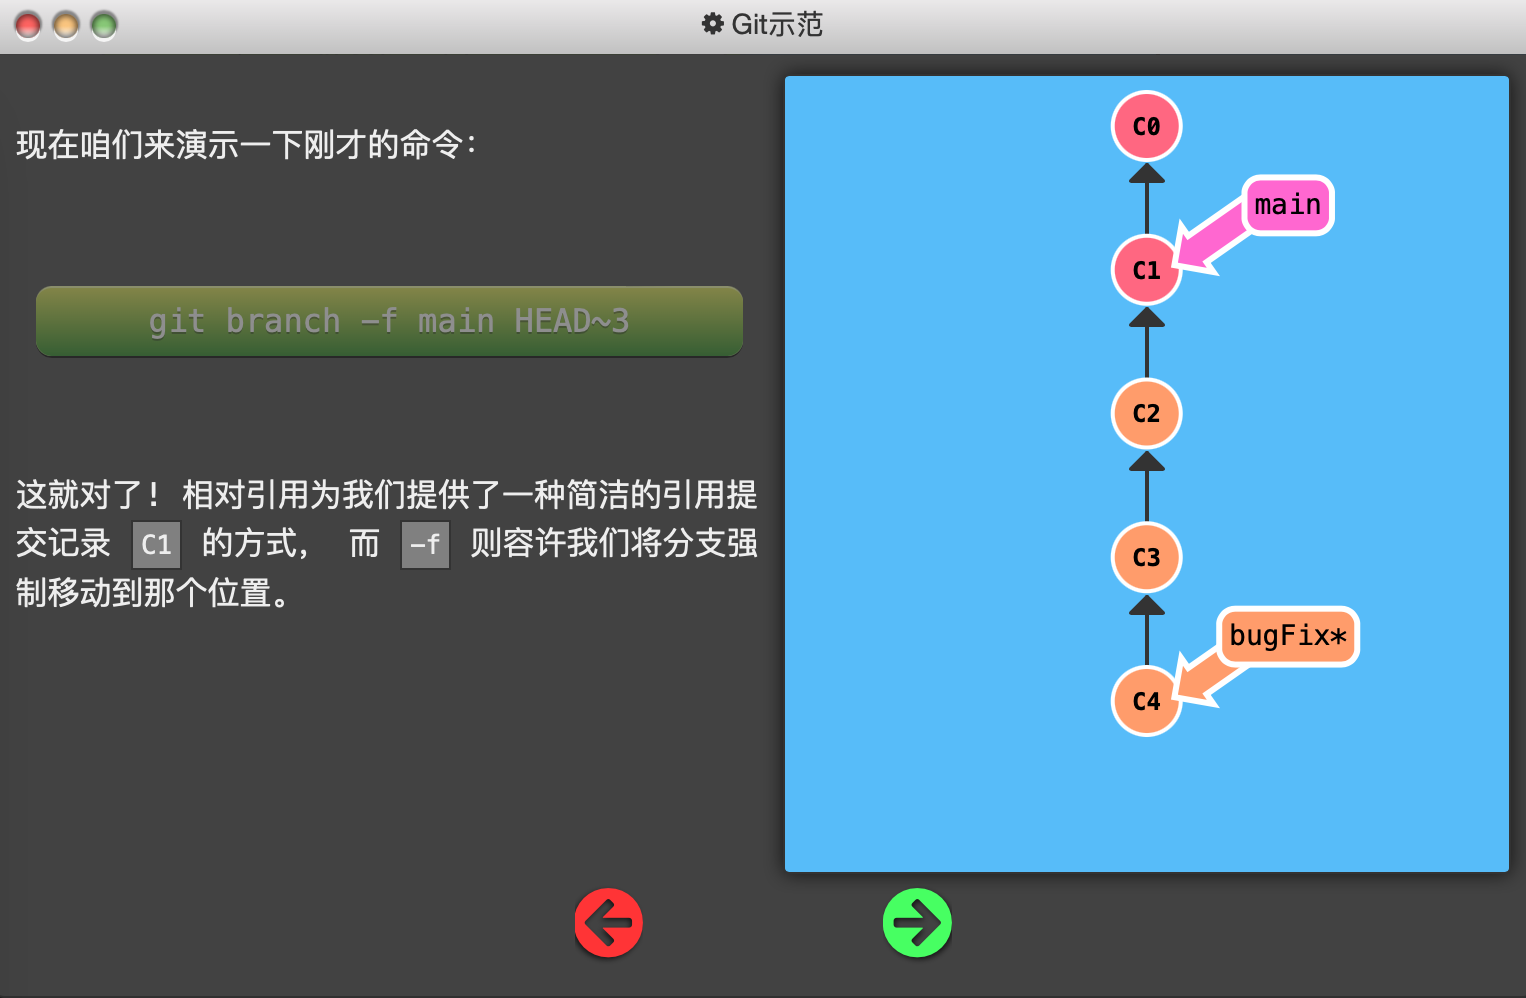 Git示范
现在咱们来演示一下刚才的命令：
git branch -f main HEAD~3
这就对了！相对引用为我们提供了一种简洁的引用提
交记录 C1 的方式， 而 -f 则容许我们将分支强
制移动到那个位置。
C0
main
C1
C2
C3
bugFix*
C4